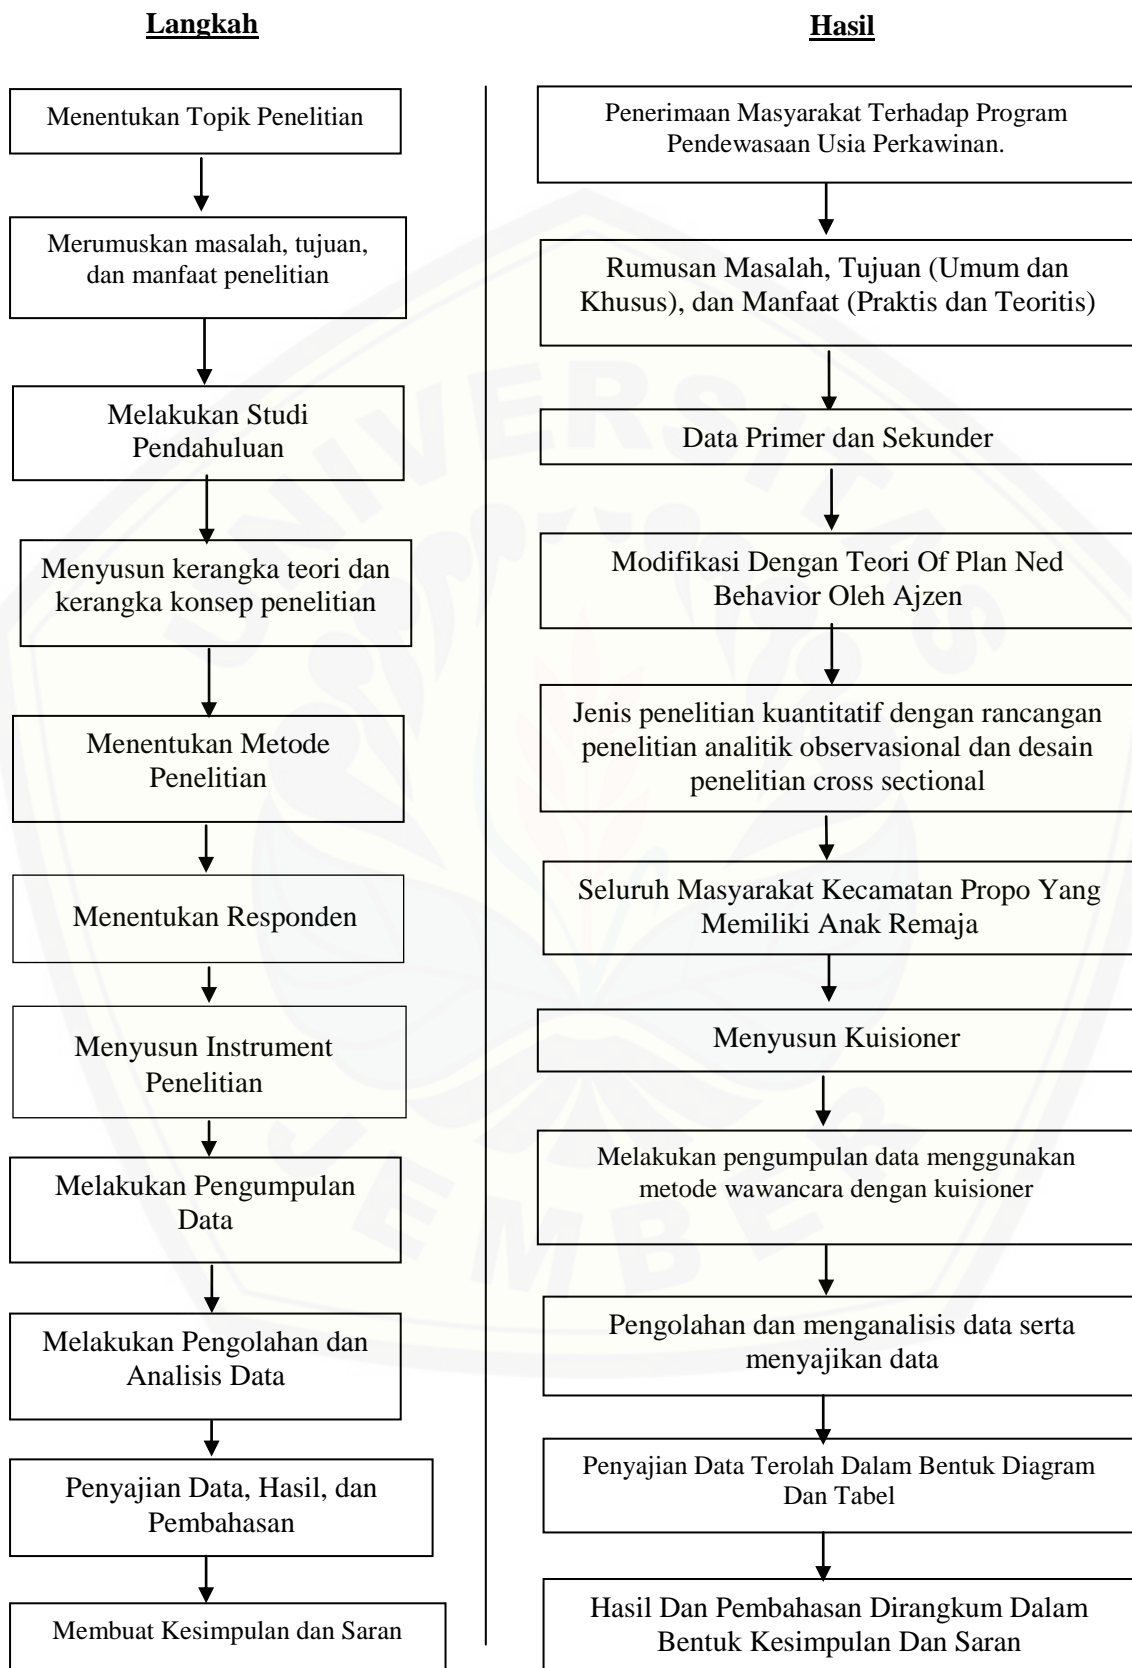 Langkah
Menentukan Topik Penelitian
Merumuskan masalah, tujuan,
dan manfaat penelitian
Melakukan Studi
Pendahuluan
Menyusun kerangka teori dan
kerangka konsep penelitian
Menentukan Metode
Penelitian
Menentukan Responden
Menyusun Instrument
Penelitian
Melakukan Pengumpulan
Data
Melakukan Pengolahan dan
Analisis Data
Penyajian Data, Hasil, dan
Pembahasan
Membuat Kesimpulan dan Saran
Hasil
Penerimaan Masyarakat Terhadap Program
Pendewasaan Usia Perkawinan.
Rumusan Masalah, Tujuan (Umum dan
Khusus), dan Manfaat (Praktis dan Teoritis)
Data Primer dan Sekunder
Modifikasi Dengan Teori Of Plan Ned
Behavior Oleh Ajzen
Jenis penelitian kuantitatif dengan rancangan
penelitian analitik observasional dan desain
penelitian cross sectional
Seluruh Masyarakat Kecamatan Propo Yang
Memiliki Anak Remaja
Menyusun Kuisioner
Melakukan pengumpulan data menggunakan
metode wawancara dengan kuisioner
Pengolahan dan menganalisis data serta
menyajikan data
Penyajian Data Terolah Dalam Bentuk Diagram
Dan Tabel
Hasil Dan Pembahasan Dirangkum Dalam
Bentuk Kesimpulan Dan Saran
UNIVERSITAS
JEMBER